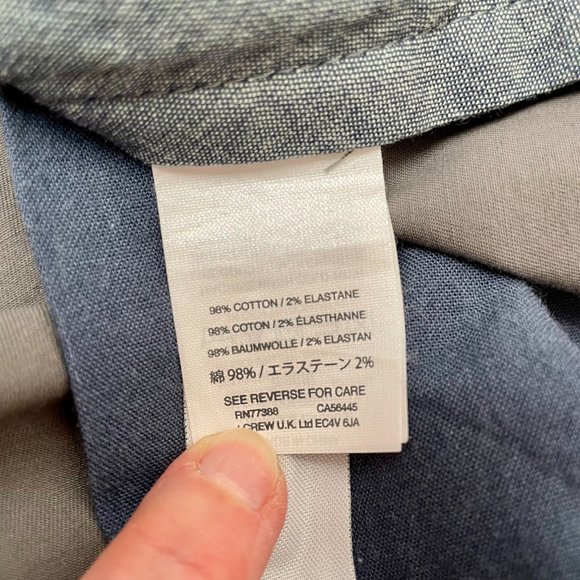 98% COTTON / 2% ELASTANE
98% COTON / 2% ÉLASTHANNE
98% BAUMWOLLE / 2% ELASTAN
綿 98% / エラステーン 2%
SEE REVERSE FOR CARE
RN77388 CA56445
CREW U.K. Ltd EC4V 6JA